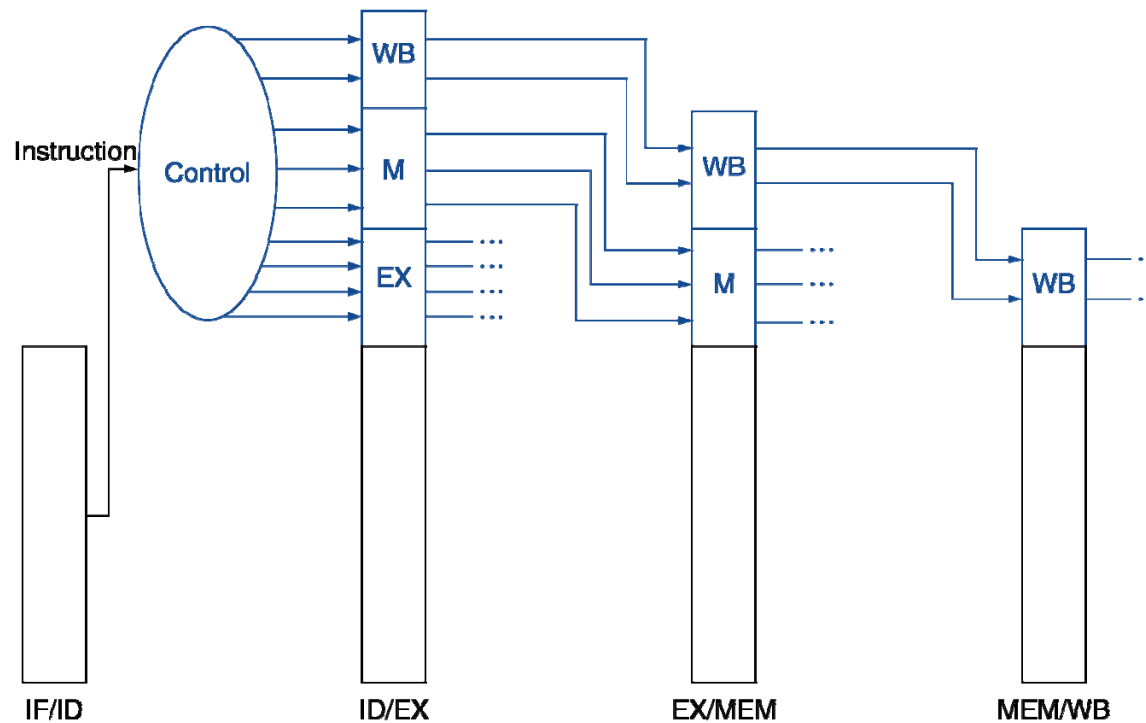 WB
Instruction
Control
M
WB
EX
M
WB
IF/ID
ID/EX
EX/MEM
MEM/WB